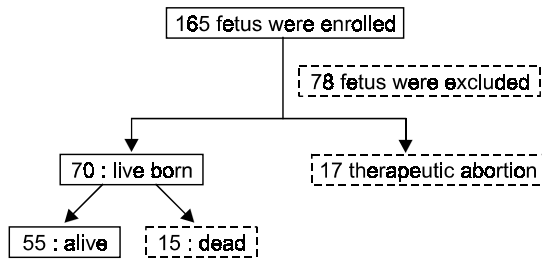 165 fetus were enrolled
78 fetus were excluded
70 : live born
17 therapeutic abortion
55 : alive
15 : dead